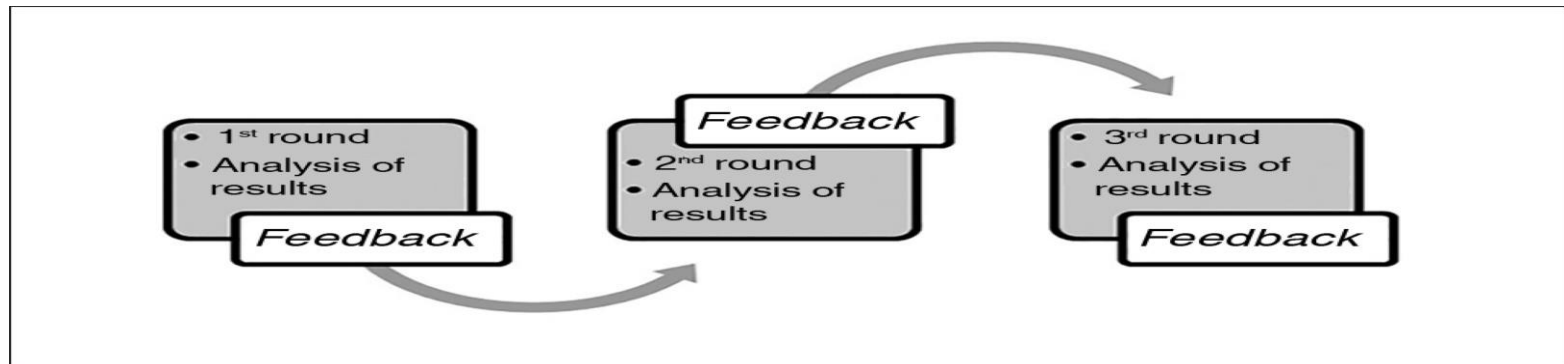 • 1st round
• Analysis of
results
Feedback
Feedback
• 2nd round
• Analysis of
results
• 3rd round
• Analysis of
results
Feedback